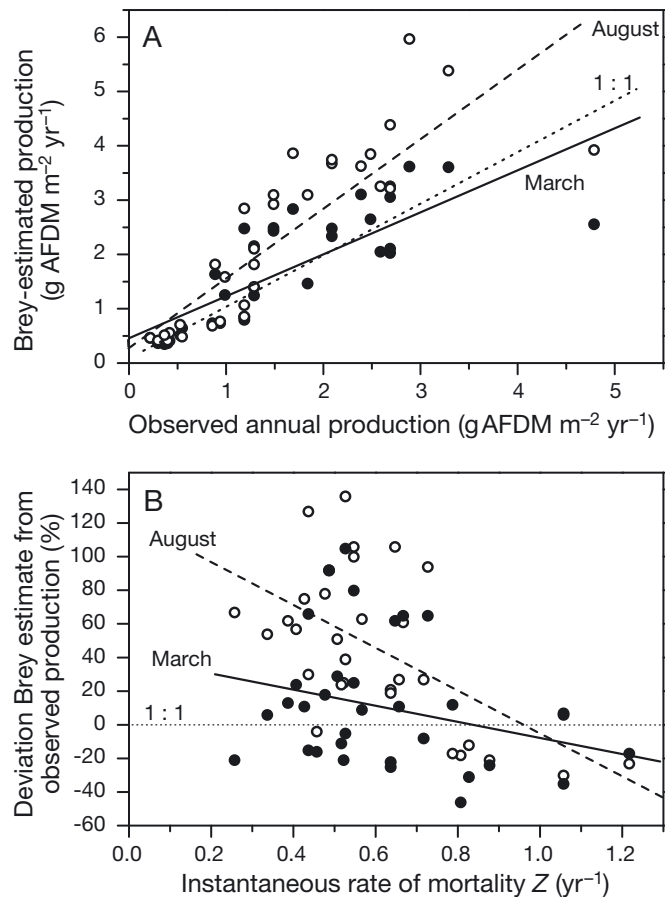 A
6
5
4
3
2
1
0
Brey-estimated production
(g AFDM m⁻² yr⁻¹)
August
1 : 1
March
0 1 2 3 4 5
Observed annual production (g AFDM m⁻² yr⁻¹)
B
140
120
100
80
60
40
20
0
-20
-40
-60
Deviation Brey estimate from
observed production (%)
August
March
1 : 1
0.0 0.2 0.4 0.6 0.8 1.0 1.2
Instantaneous rate of mortality Z (yr⁻¹)